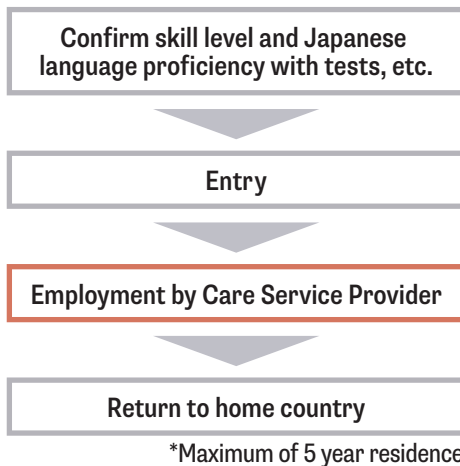 Confirm skill level and Japanese
language proficiency with tests, etc.
Entry
Employment by Care Service Provider
Return to home country
*Maximum of 5 year residence